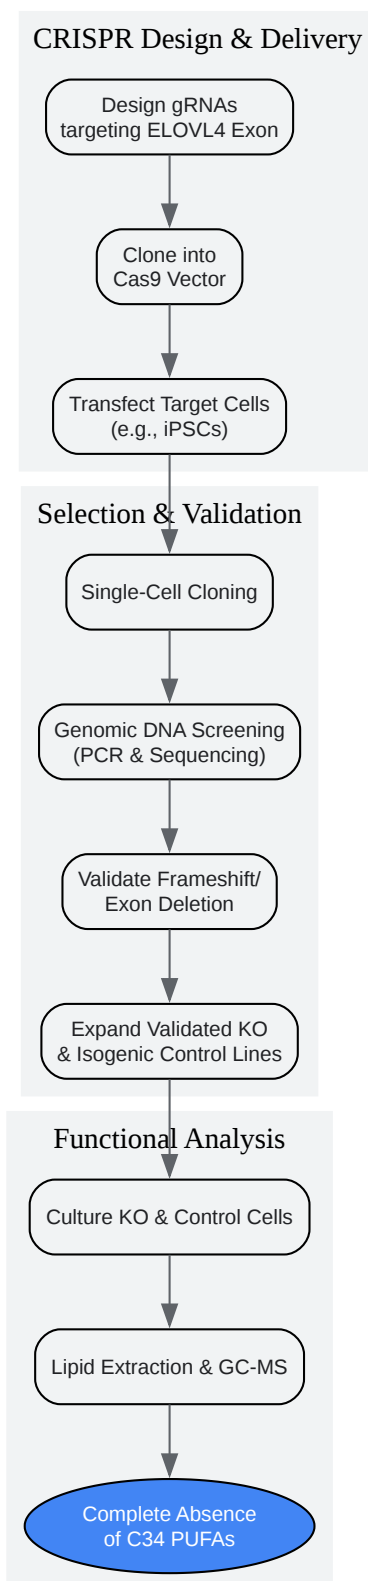 CRISPR Design & Delivery
Design gRNAs
targeting ELOVL4 Exon
Clone into
Cas9 Vector
Transfect Target Cells
(e.g., iPSCs)
Selection & Validation
Single-Cell Cloning
Genomic DNA Screening
(PCR & Sequencing)
Validate Frameshift/
Exon Deletion
Expand Validated KO
& Isogenic Control Lines
Functional Analysis
Culture KO & Control Cells
Lipid Extraction & GC-MS
Complete Absence
of C34 PUFAs